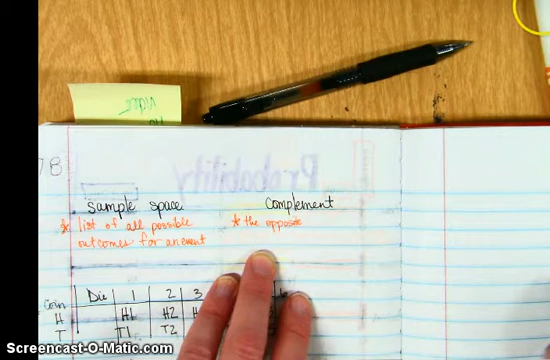 78
Probability
Sample space
Complement
* list of all possible
outcomes for an event
* the opposite
Coin Die 1 2 3 6
H H1 H2 H
T T1 T2
Screencast-O-Matic.com